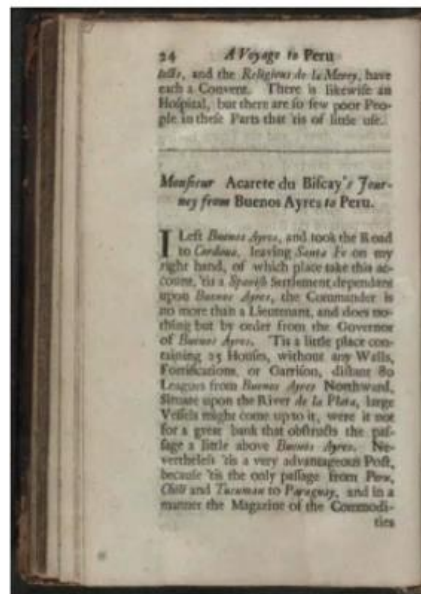 24 A Voyage to Peru
and the Religious de la Mercy, have
each a Convent. There is likewiſe an
Hoſpital, but there are ſo few poor Peo-
ple in theſe Parts that 'tis of little uſe.
Monſieur Acarete du Biſcay's Jour-
ney from Buenos Ayres to Peru.
I Left Buenos Ayres, and took the Road
to Cordoua, leaving Santa Fe on my
right hand, of which place take this ac-
count, 'tis a Spaniſh Settlement dependant
upon Buenos Ayres, the Commander is
no more than a Lieutenant, and does no-
thing but by order from the Governor
of Buenos Ayres. 'Tis a little place con-
taining 25 Houſes, without any Walls,
Fortifications, or Garriſon, diſtant 80
Leagues from Buenos Ayres Northward,
Situate upon the River de la Plata, large
Veſſels might come up to it, were it not
for a great bank that obſtructs the paſ-
ſage a little above Buenos Ayres. Ne-
vertheleſs 'tis a very advantageous Poſt,
becauſe 'tis the only paſſage from Peru,
Chili and Tucuman to Paraguay, and in a
manner the Magazine of the Commodi-
ties